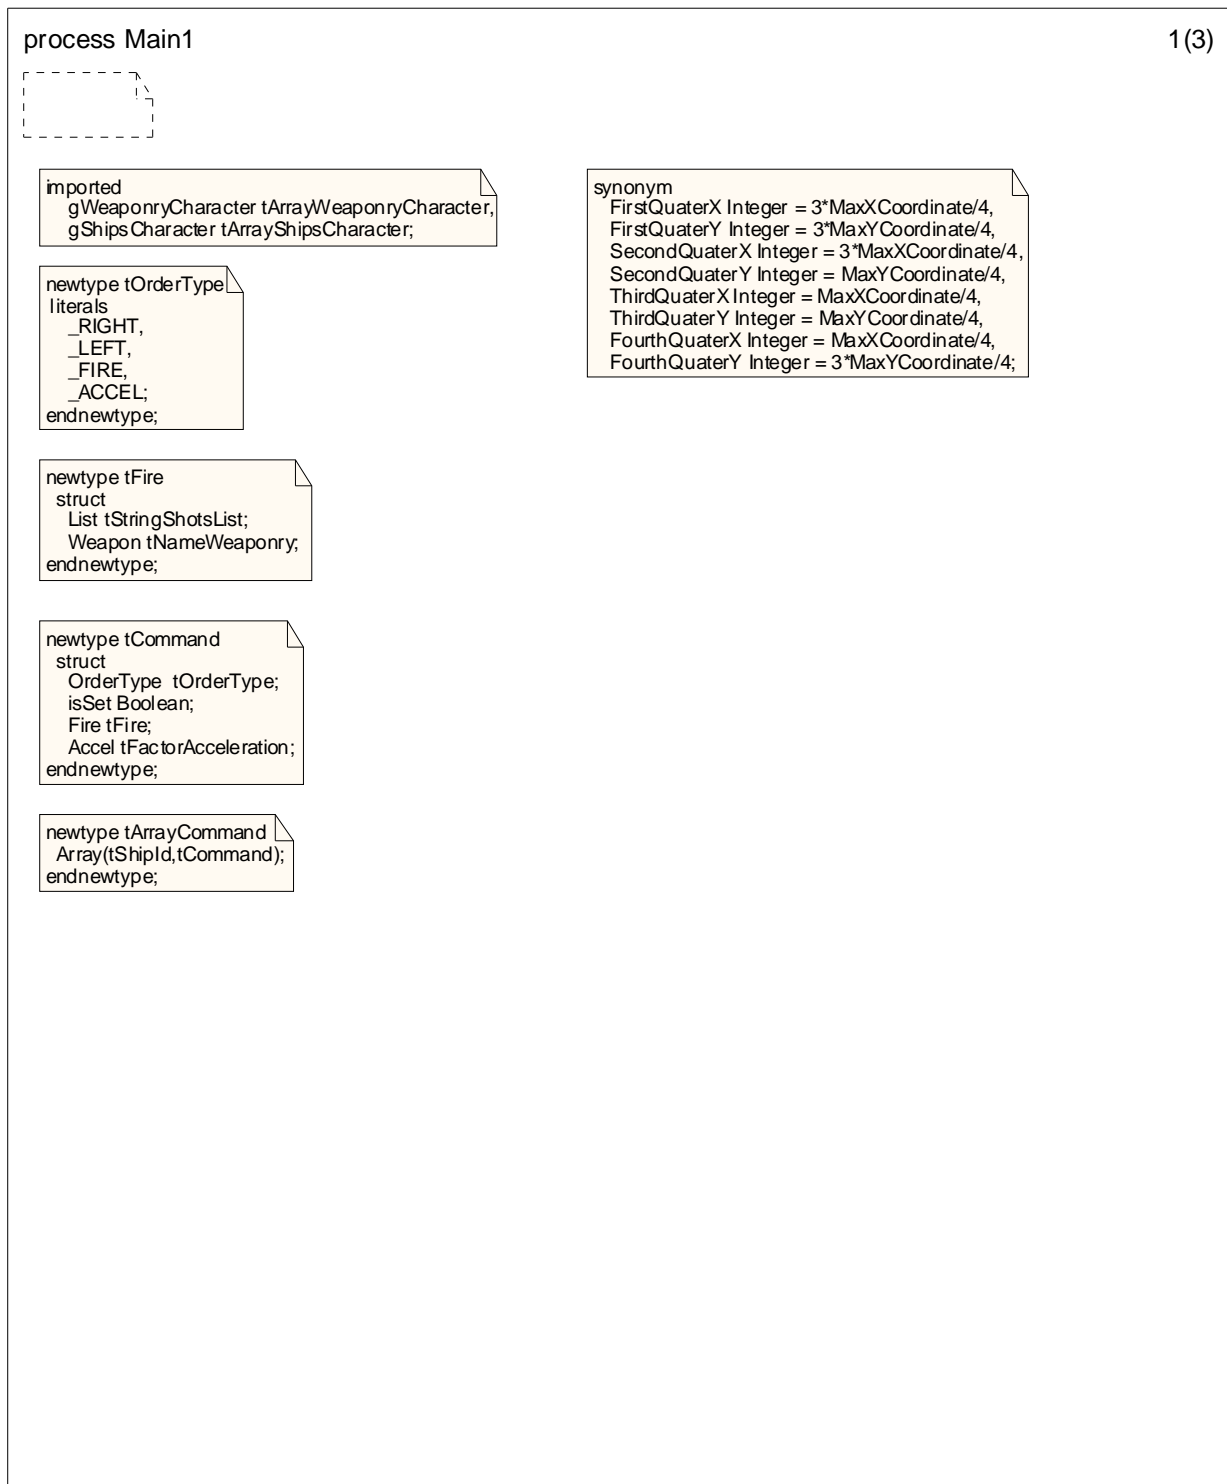 process Main1
1(3)
imported
gWeaponryCharacter tArrayWeaponryCharacter,
gShipsCharacter tArrayShipsCharacter;
newtype tOrderType
literals
_RIGHT,
_LEFT,
_FIRE,
_ACCEL;
endnewtype;
newtype tFire
struct
List tStringShotsList;
Weapon tNameWeaponry;
endnewtype;
newtype tCommand
struct
OrderType tOrderType;
isSet Boolean;
Fire tFire;
Accel tFactorAcceleration;
endnewtype;
newtype tArrayCommand
Array(tShipId,tCommand);
endnewtype;
synonym
FirstQuaterX Integer = 3*MaxXCoordinate/4,
FirstQuaterY Integer = 3*MaxYCoordinate/4,
SecondQuaterX Integer = 3*MaxXCoordinate/4,
SecondQuaterY Integer = MaxYCoordinate/4,
ThirdQuaterX Integer = MaxXCoordinate/4,
ThirdQuaterY Integer = MaxYCoordinate/4,
FourthQuaterX Integer = MaxXCoordinate/4,
FourthQuaterY Integer = 3*MaxYCoordinate/4;